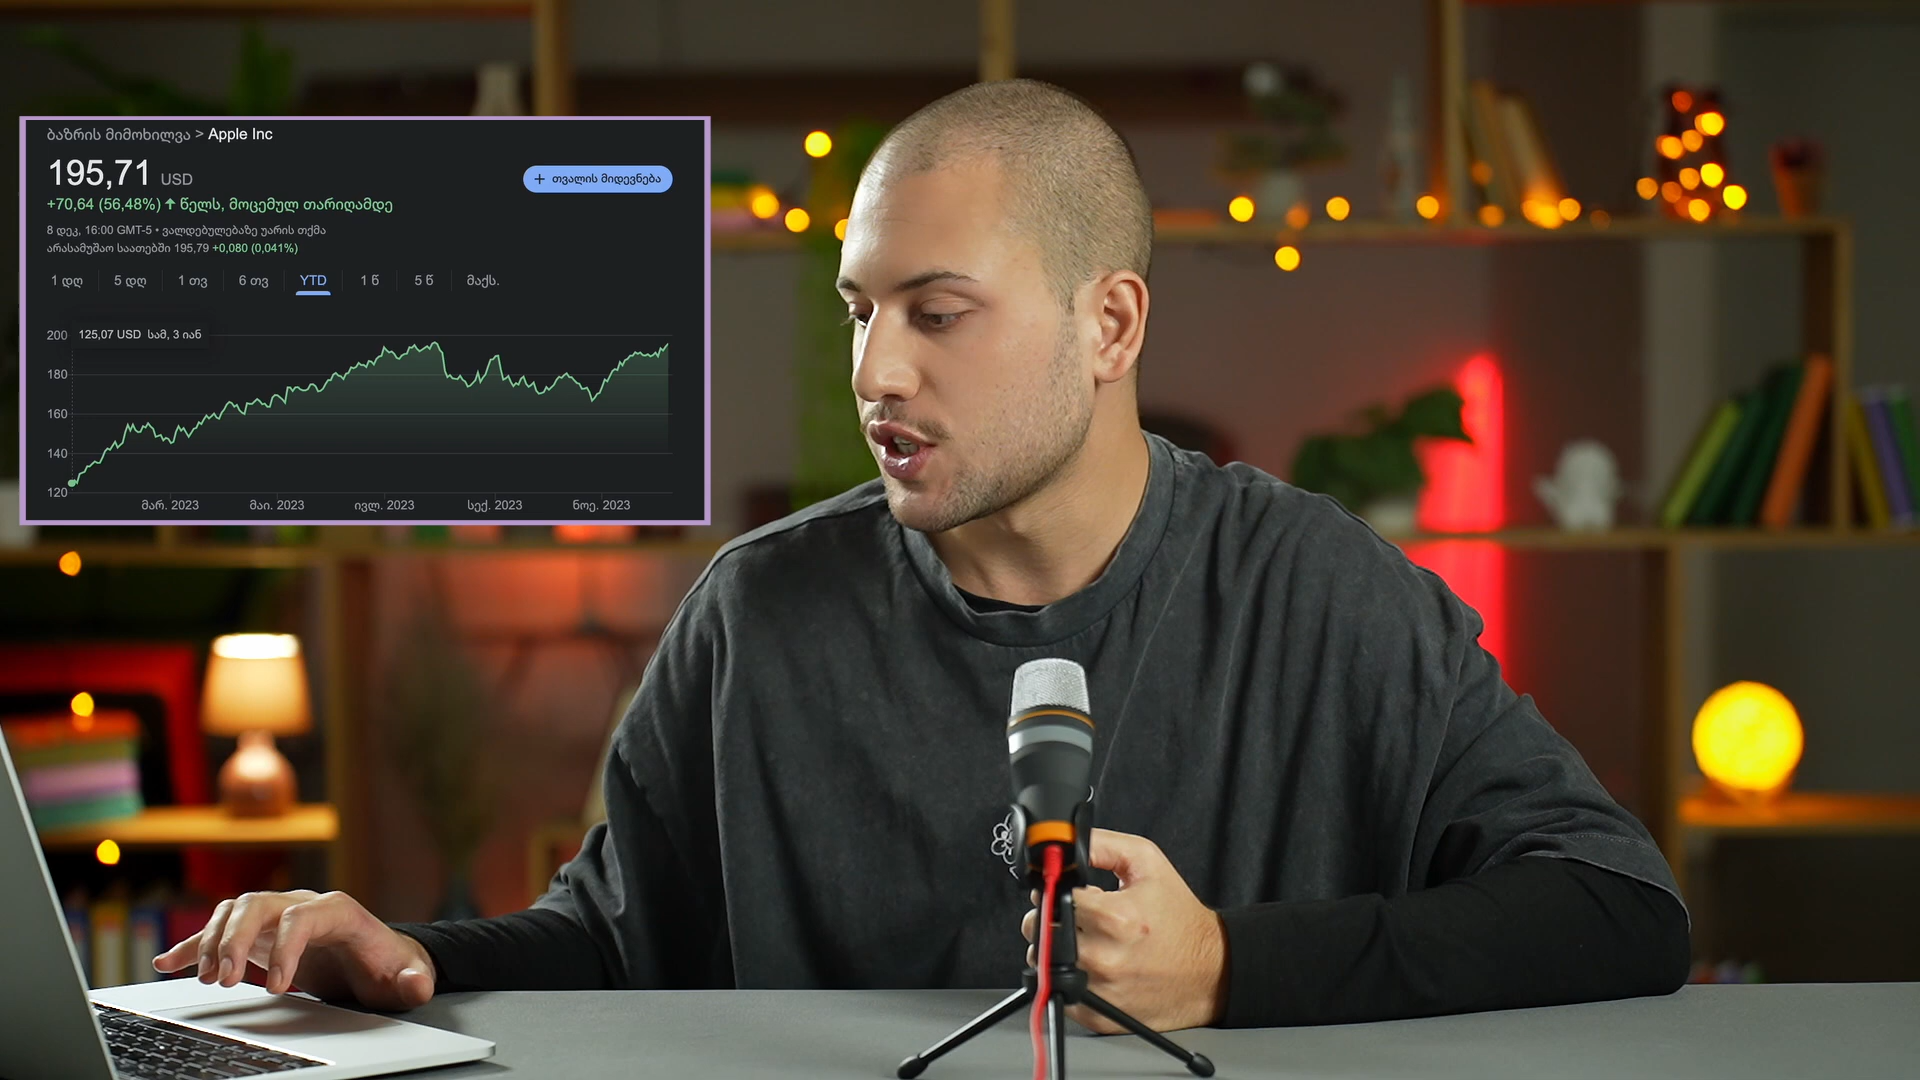 ბაზრის მიმოხილვა > Apple Inc
195,71 USD
+ თვალის მიდევნება
+70,64 (56,48%) ↑ წელს, მოცემულ თარიღამდე
8 დეკ, 16:00 GMT-5 • ვალდებულებაზე უარის თქმა
არასამუშაო საათებში 195,79 +0,080 (0,041%)
1 დღ 5 დღ 1 თვ 6 თვ YTD 1 წ 5 წ მაქს.
125,07 USD სამ, 3 იან
200
180
160
140
120
მარ. 2023 მაი. 2023 ივლ. 2023 სექ. 2023 ნოე. 2023